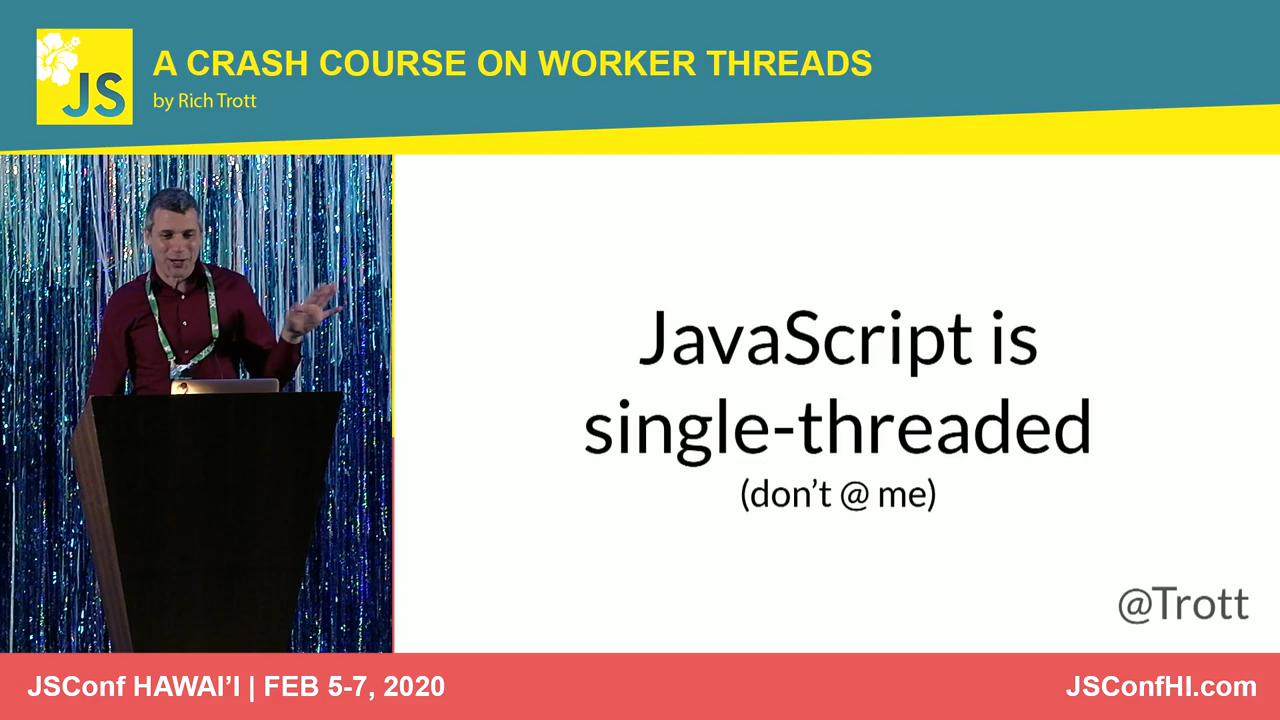 JS
A CRASH COURSE ON WORKER THREADS
by Rich Trott
JavaScript is
single-threaded
(don't @ me)
@Trott
JSConf HAWAI'I | FEB 5-7, 2020
JSConfHI.com